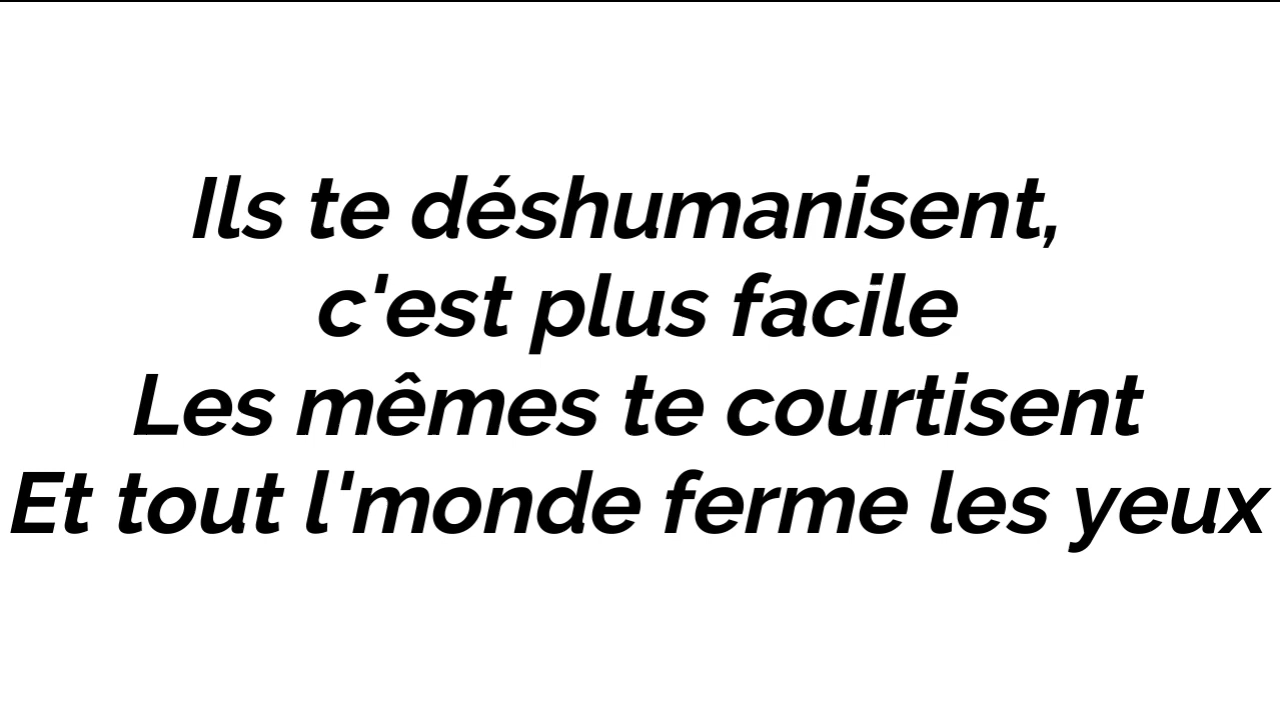 Ils te déshumanisent,
c'est plus facile
Les mêmes te courtisent
Et tout l'monde ferme les yeux